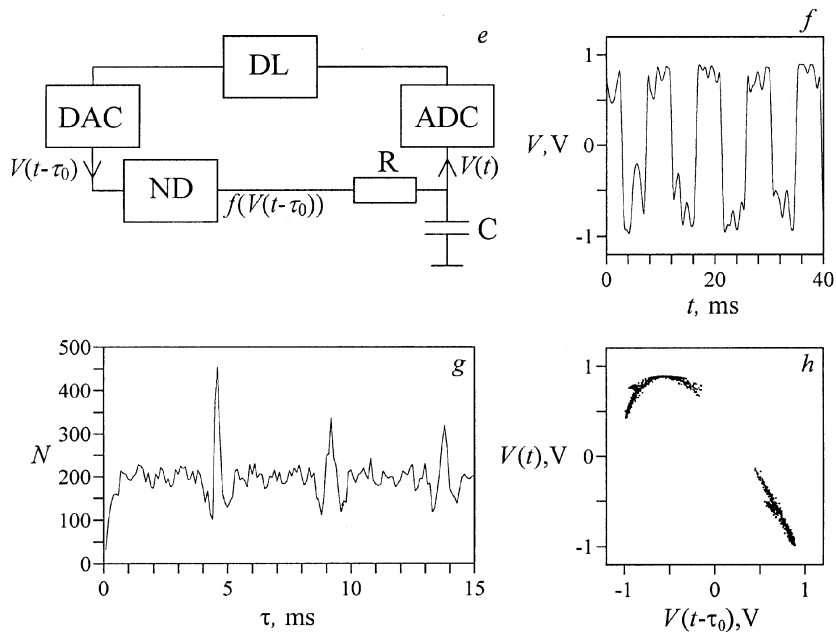 e
DL
DAC
ADC
V(t-τ₀)
ND
f(V(t-τ₀))
R
V(t)
C
f
1
V,V
0
-1
0 20 40
t, ms
g
500
400
N 300
200
100
0
0 5 10 15
τ, ms
h
1
V(t),V
0
-1
-1 0 1
V(t-τ₀),V